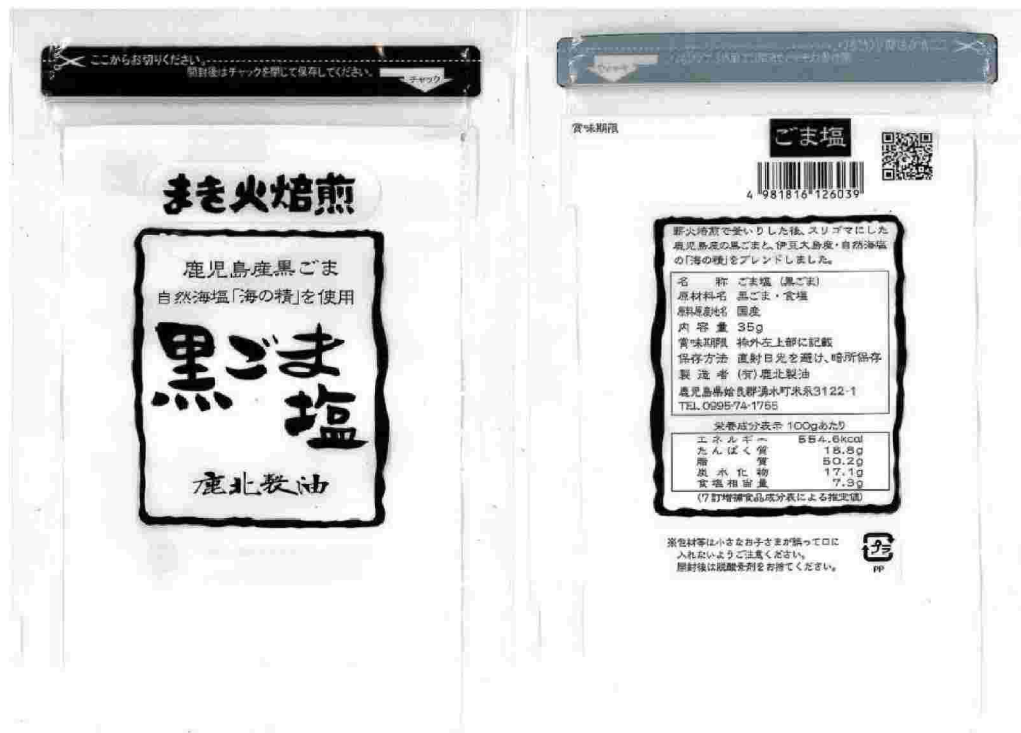 ここからお切りください。
開封後はチャックを閉じて保存してください。
チャック
まき火焙煎
鹿児島産黒ごま
自然海塩「海の精」を使用
黒ごま
塩
鹿北製油
チャック
賞味期限
ごま塩
4 981816 126039
薪火焙煎で釜いりした後、スリゴマにした
鹿児島産の黒ごまと、伊豆大島産・自然海塩
の「海の精」をブレンドしました。
名称 ごま塩 (黒ごま)
原材料名 黒ごま・食塩
原料原産地名 国産
内容量 35g
賞味期限 枠外左上部に記載
保存方法 直射日光を避け、暗所保存
製造者 (有)鹿北製油
鹿児島県姶良郡湧水町米永3122-1
TEL.0995-74-1755
栄養成分表示 100gあたり
エネルギー 554.6kcal
たんぱく質 18.8g
脂質 50.2g
炭水化物 17.1g
食塩相当量 7.3g
(7訂増補食品成分表による推定値)
※包材等は小さなお子さまが誤って口に
入れないようご注意ください。
開封後は脱酸素剤をお捨てください。
プラ
PP